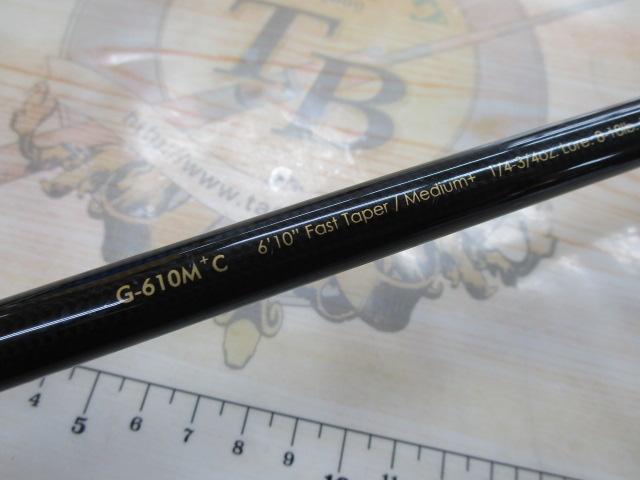 TB
http://www.ta
G-610M+C 6'10" Fast Taper / Medium+ 1/4-3/4oz. Lure.
4 5 6 7 8 9 10